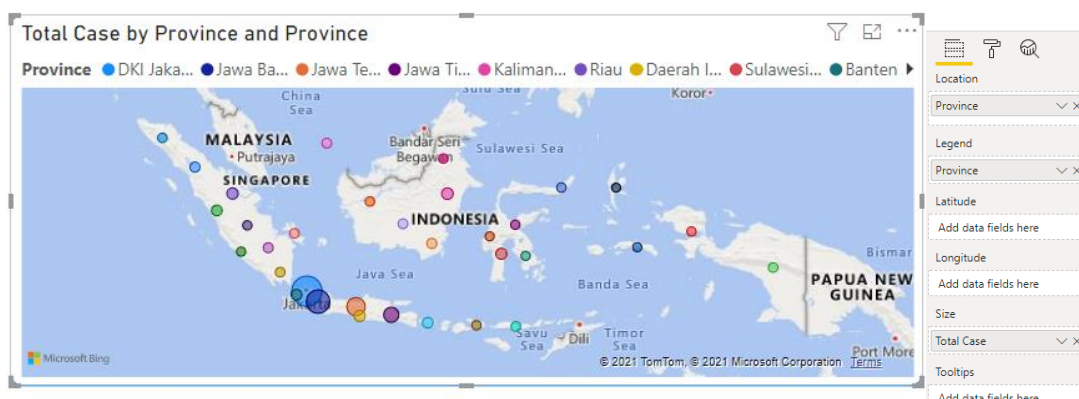 Total Case by Province and Province
Province DKI Jaka... Jawa Ba... Jawa Te... Jawa Ti... Kaliman... Riau Daerah I... Sulawesi... Banten
China
Sea
Koror
MALAYSIA
Putrajaya
Bandar Seri
Begawan
Sulawesi Sea
SINGAPORE
INDONESIA
Bismar
Java Sea
Banda Sea
PAPUA NEW
GUINEA
Jakarta
Savu
Sea
Dili
Timor
Sea
Port More
Microsoft Bing
© 2021 TomTom, © 2021 Microsoft Corporation Terms
Location
Province
Legend
Province
Latitude
Add data fields here
Longitude
Add data fields here
Size
Total Case
Tooltips
Add data fields here